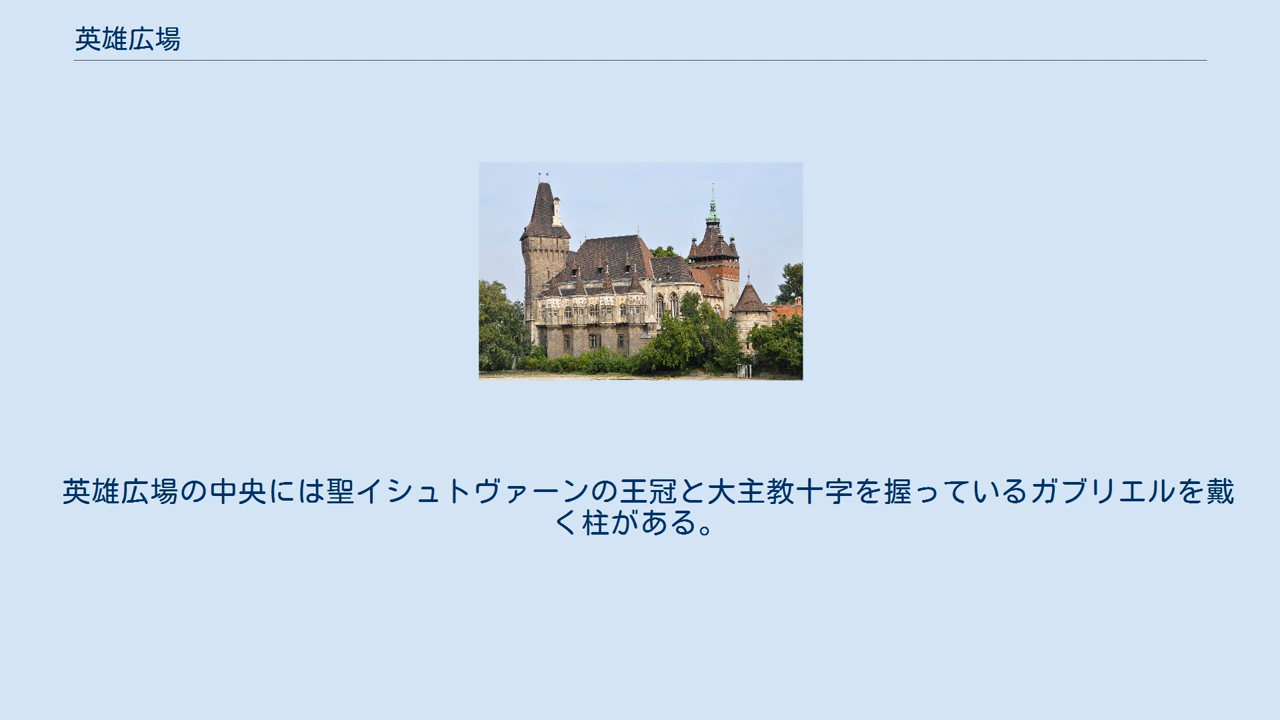 英雄広場
英雄広場の中央には聖イシュトヴァーンの王冠と大主教十字を握っているガブリエルを戴
く柱がある。